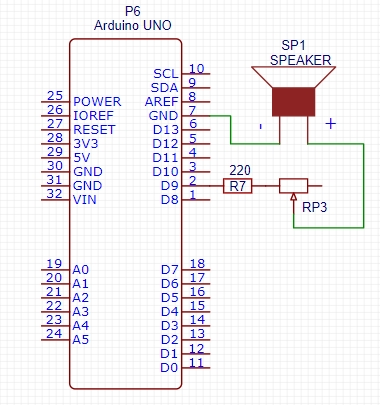 P6
Arduino UNO
SCL 10
SDA 9
AREF 8
GND 7
D13 6
D12 5
D11 4
D10 3
D9 2
D8 1
25 POWER
26 IOREF
27 RESET
28 3V3
29 5V
30 GND
31 GND
32 VIN
SP1
SPEAKER
- +
220
R7
RP3
19 A0
20 A1
21 A2
22 A3
23 A4
24 A5
D7 18
D6 17
D5 16
D4 15
D3 14
D2 13
D1 12
D0 11